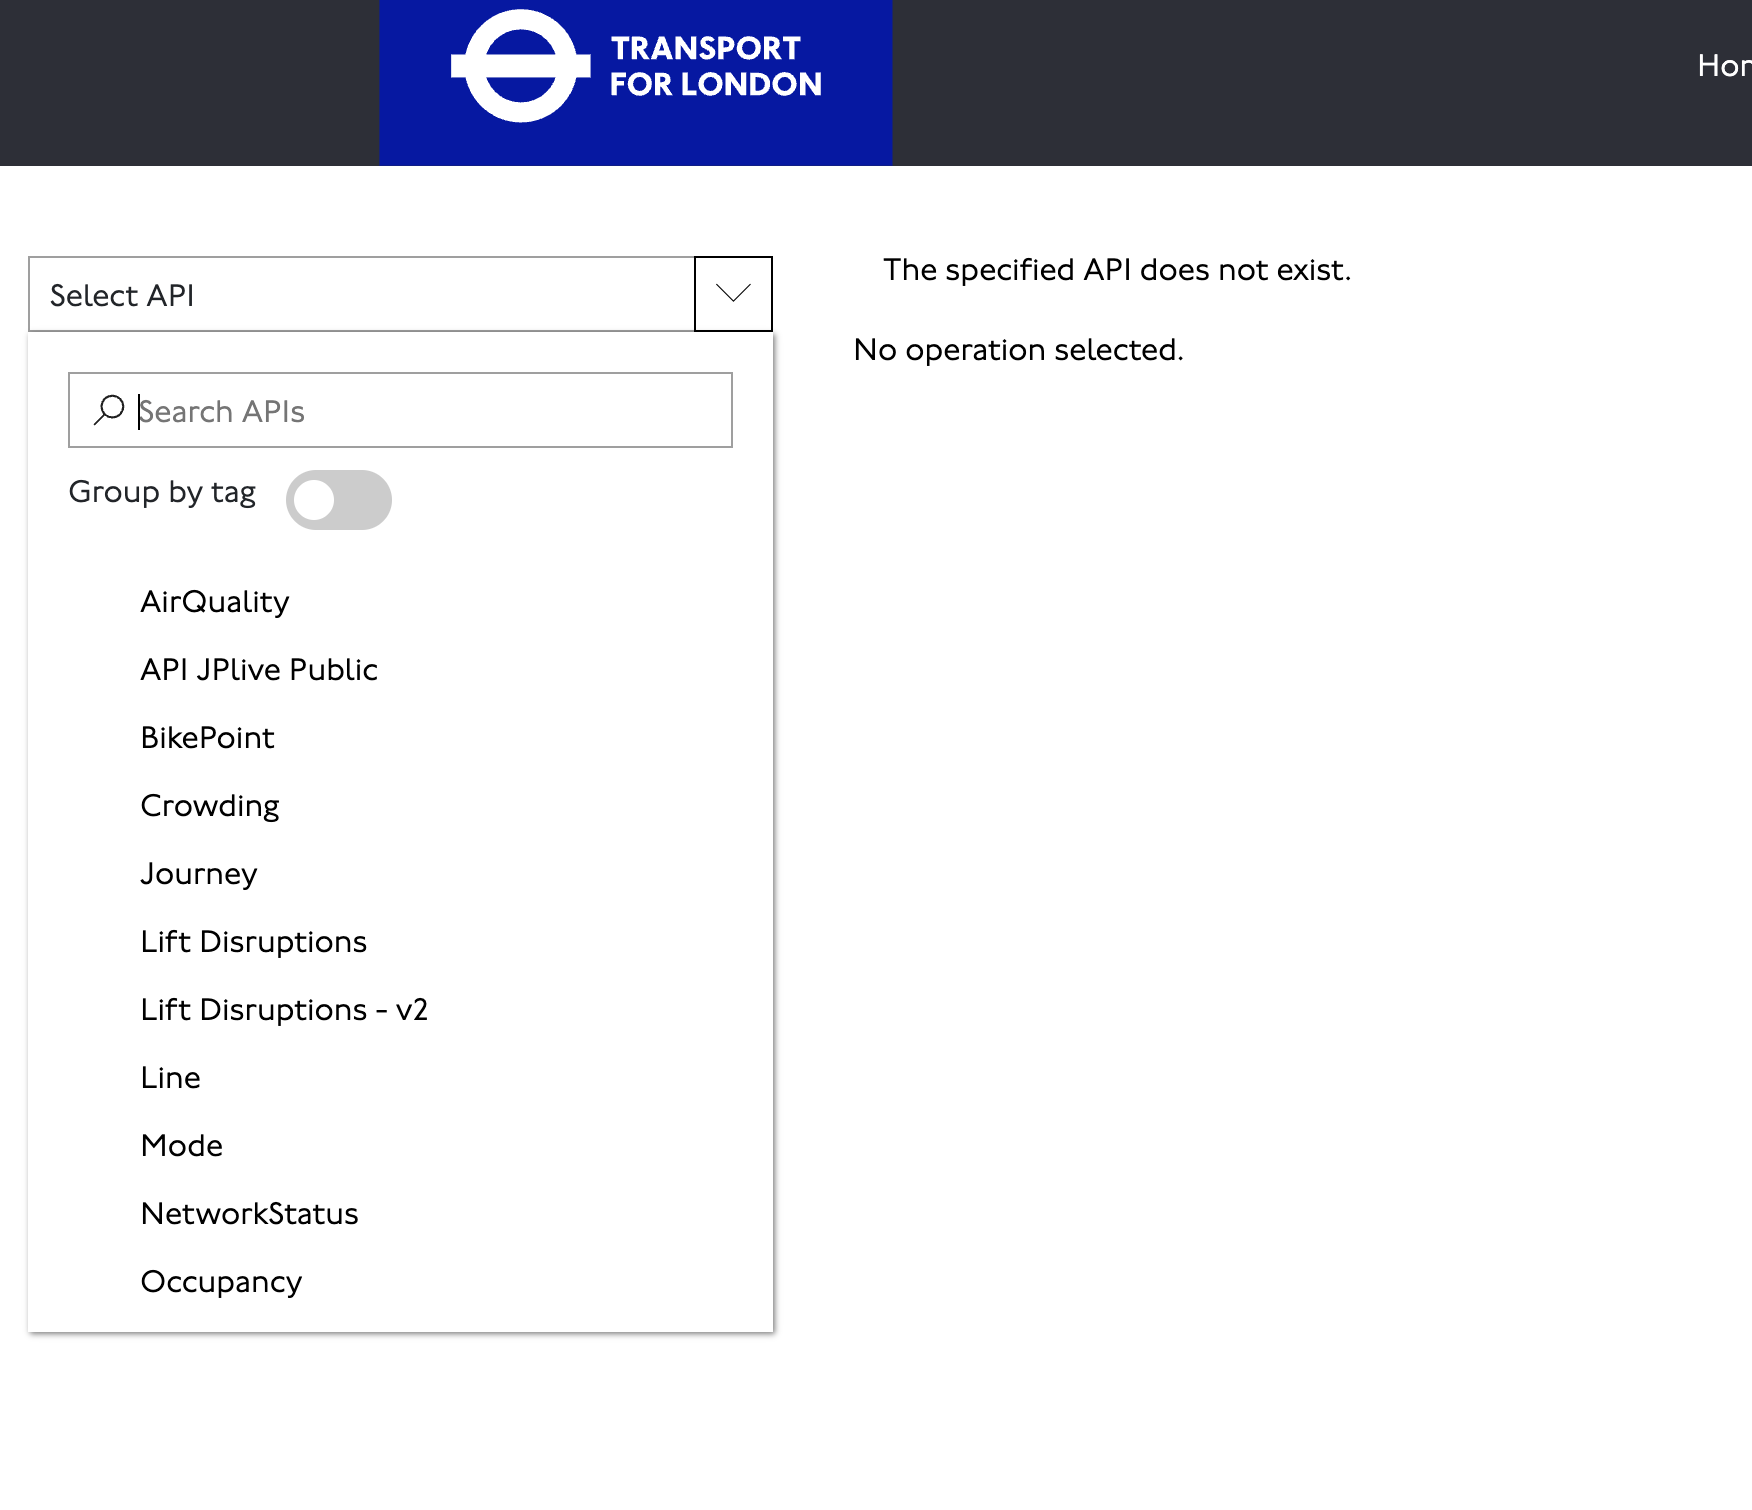 TRANSPORT
FOR LONDON
Hor
Select API
Search APIs
Group by tag
AirQuality
API JPlive Public
BikePoint
Crowding
Journey
Lift Disruptions
Lift Disruptions - v2
Line
Mode
NetworkStatus
Occupancy
The specified API does not exist.
No operation selected.